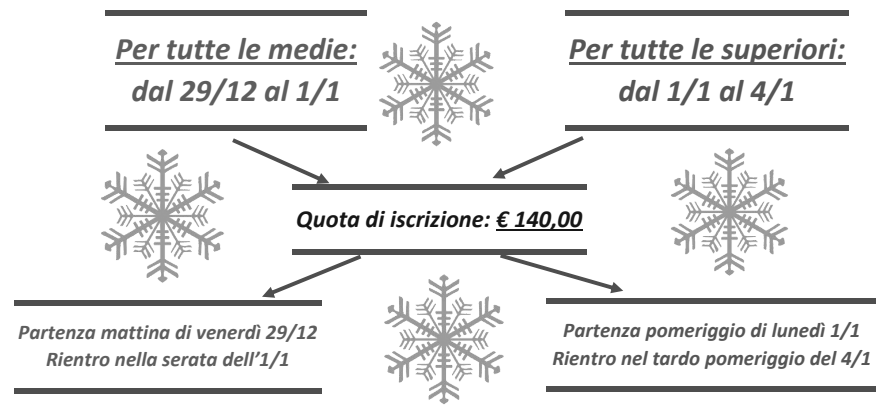 Per tutte le medie:
dal 29/12 al 1/1
Per tutte le superiori:
dal 1/1 al 4/1
Quota di iscrizione: € 140,00
Partenza mattina di venerdì 29/12
Rientro nella serata dell'1/1
Partenza pomeriggio di lunedì 1/1
Rientro nel tardo pomeriggio del 4/1